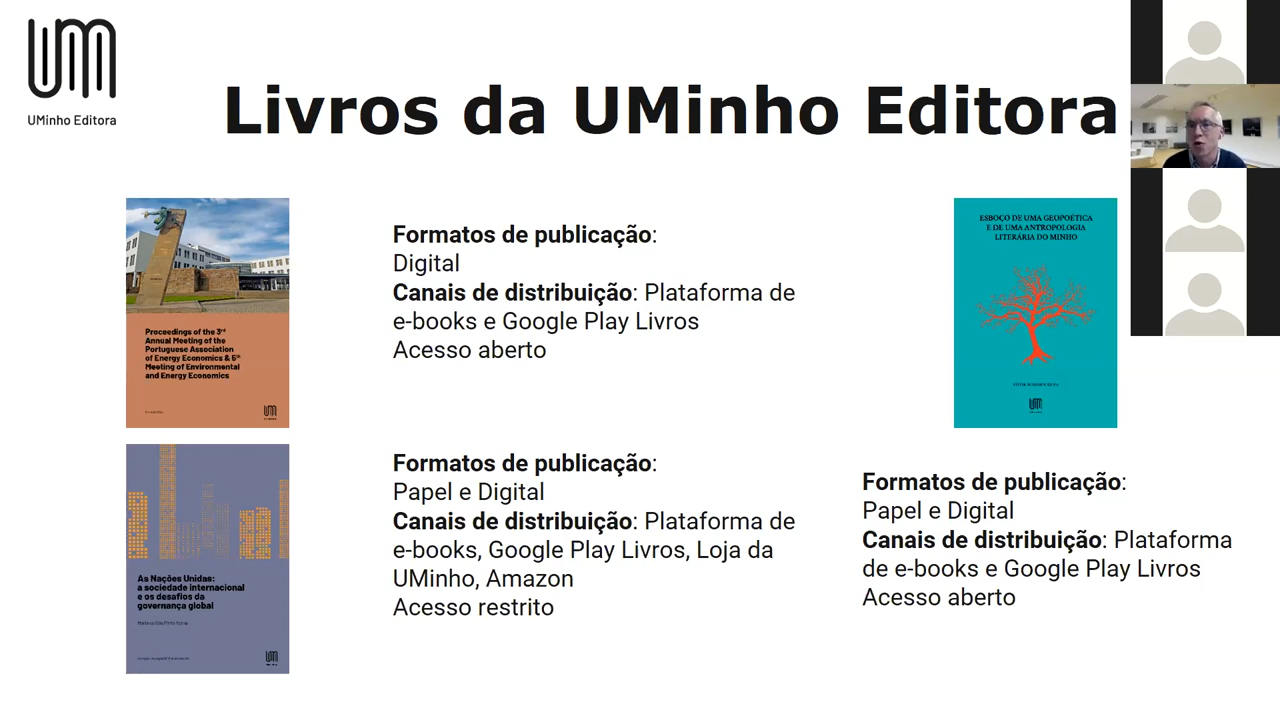 UMinho Editora
Livros da UMinho Editora
Proceedings of the 3rd
Annual Meeting of the
Portuguese Association
of Energy Economics & 5th
Meeting of Environmental
and Energy Economics
Formatos de publicação:
Digital
Canais de distribuição: Plataforma de
e-books e Google Play Livros
Acesso aberto
ESBOÇO DE UMA GEOPOÉTICA
E DE UMA ANTROPOLOGIA
LITERÁRIA DO MINHO
As Nações Unidas:
a sociedade internacional
e os desafios da
governança global
Formatos de publicação:
Papel e Digital
Canais de distribuição: Plataforma de
e-books, Google Play Livros, Loja da
UMinho, Amazon
Acesso restrito
Formatos de publicação:
Papel e Digital
Canais de distribuição: Plataforma
de e-books e Google Play Livros
Acesso aberto